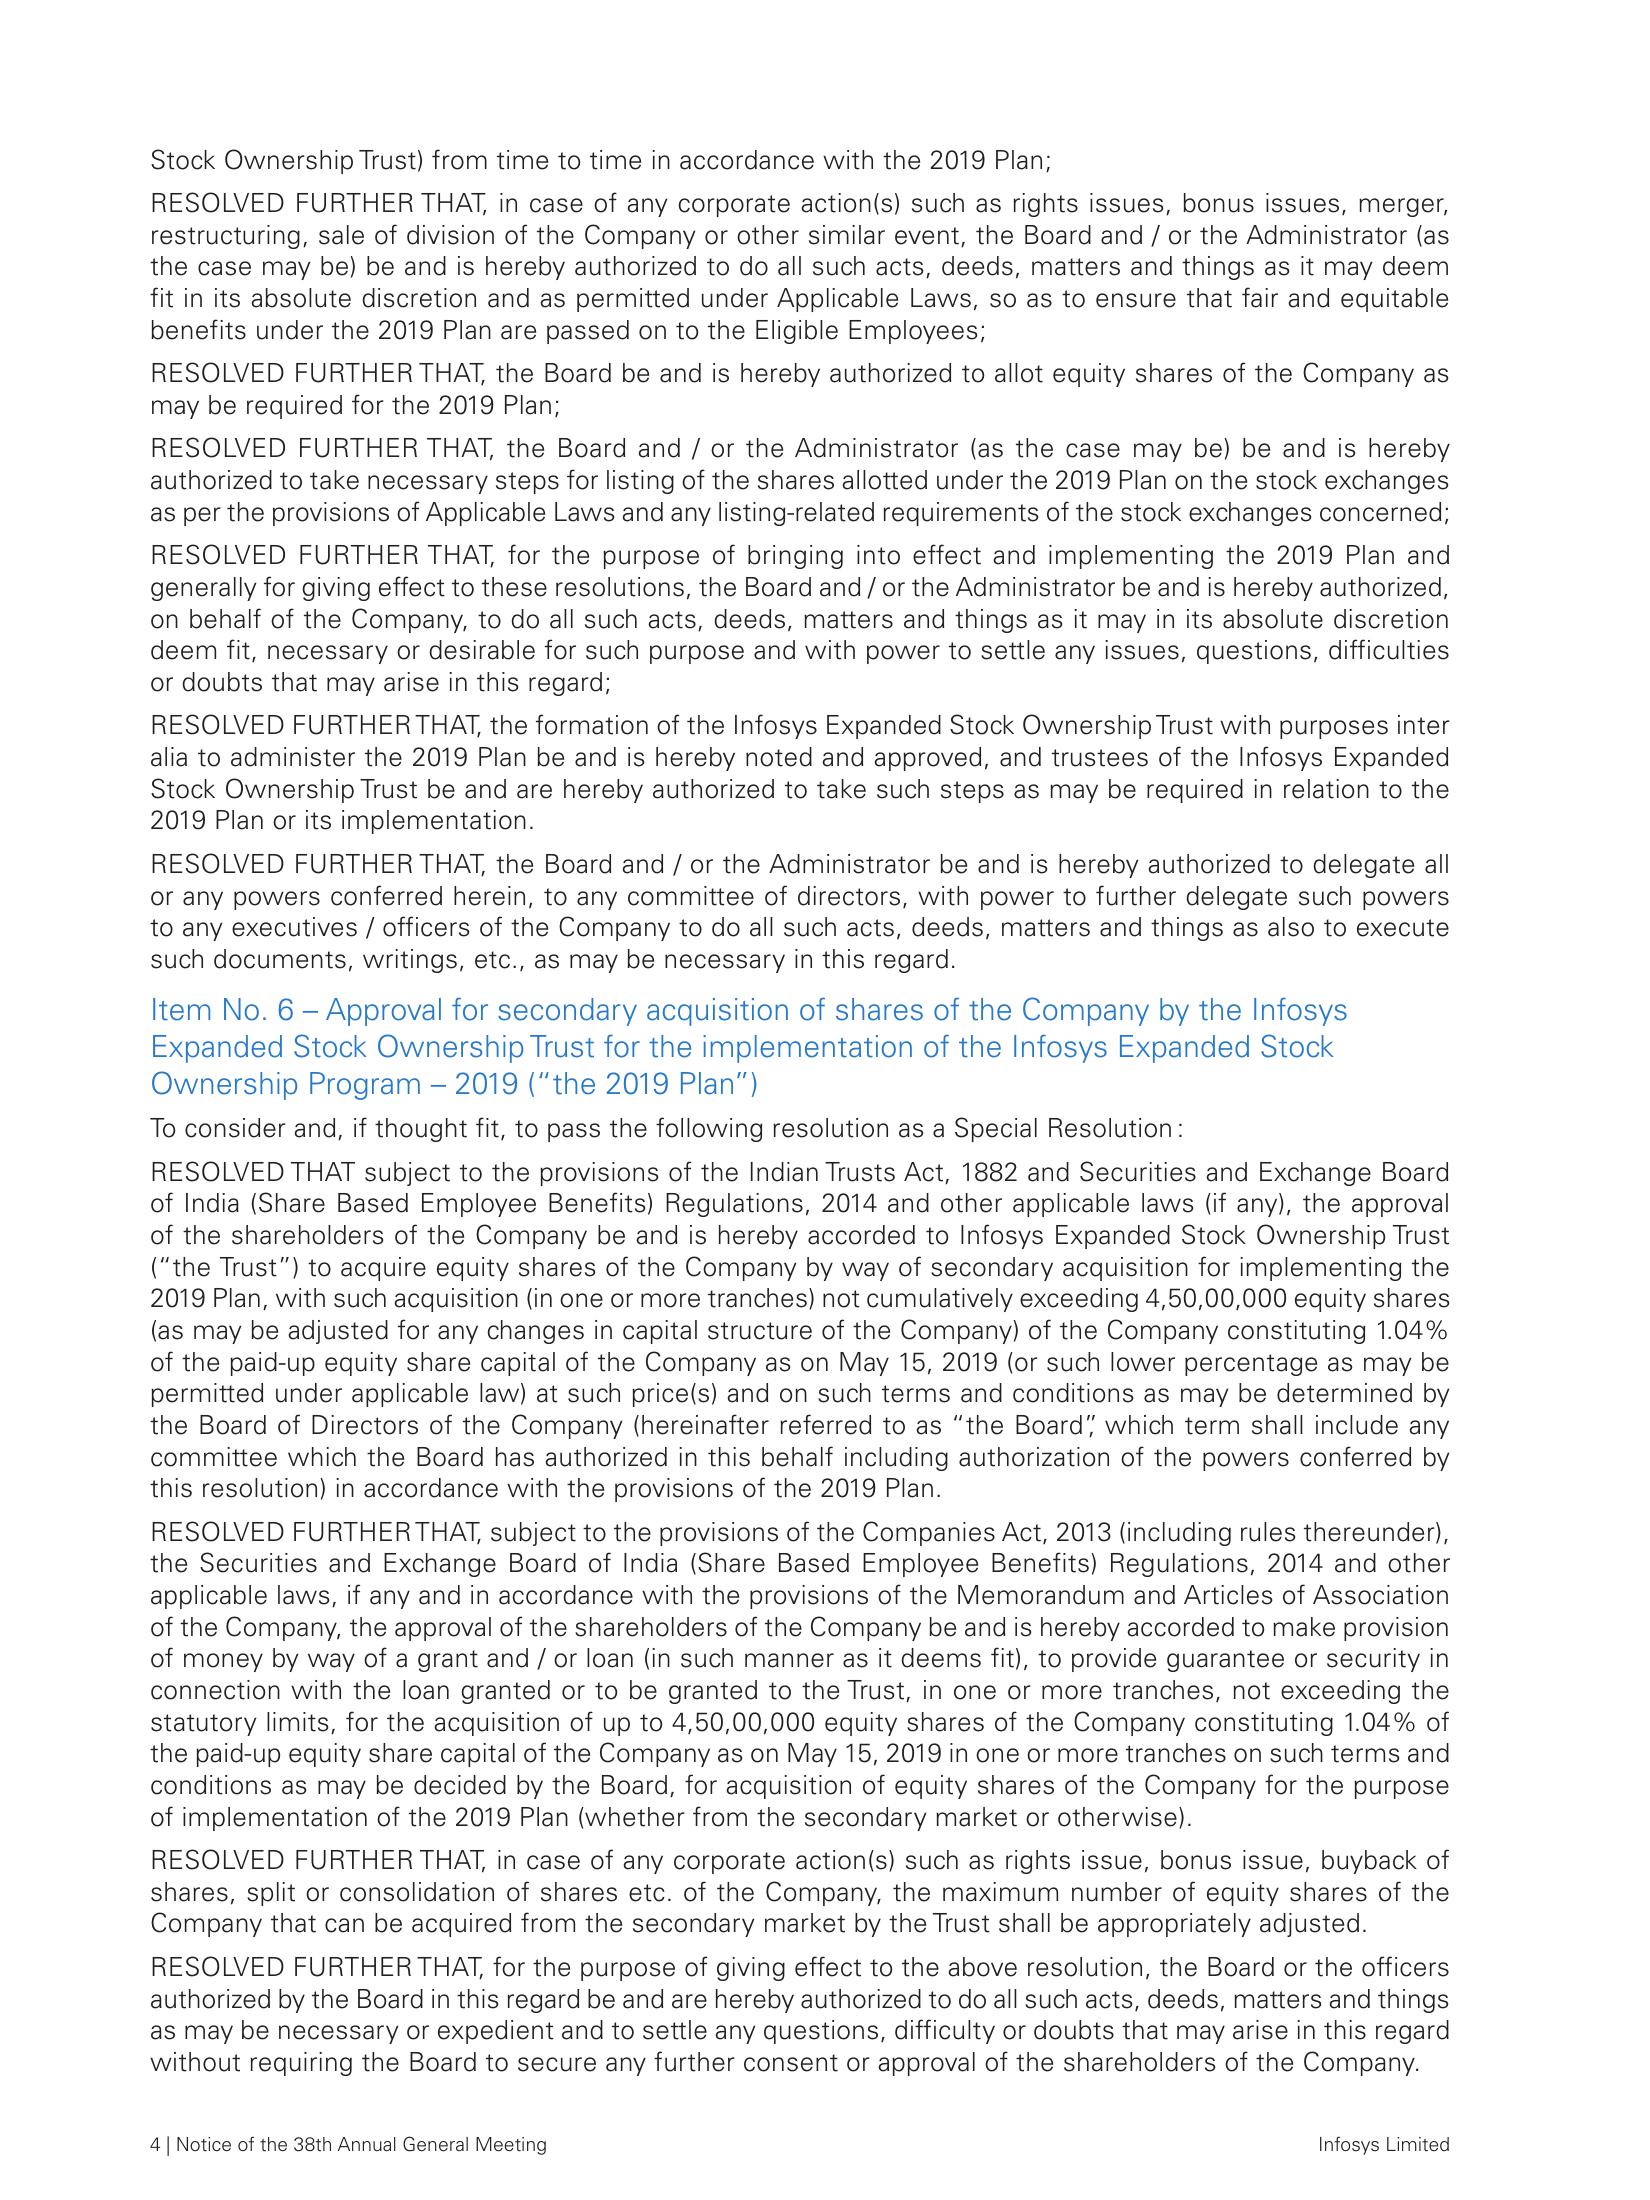 Stock Ownership Trust) from time to time in accordance with the 2019 Plan;
RESOLVED FURTHER THAT, in case of any corporate action(s) such as rights issues, bonus issues, merger,
restructuring, sale of division of the Company or other similar event, the Board and / or the Administrator (as
the case may be) be and is hereby authorized to do all such acts, deeds, matters and things as it may deem
fit in its absolute discretion and as permitted under Applicable Laws, so as to ensure that fair and equitable
benefits under the 2019 Plan are passed on to the Eligible Employees;
RESOLVED FURTHER THAT, the Board be and is hereby authorized to allot equity shares of the Company as
may be required for the 2019 Plan;
RESOLVED FURTHER THAT, the Board and / or the Administrator (as the case may be) be and is hereby
authorized to take necessary steps for listing of the shares allotted under the 2019 Plan on the stock exchanges
as per the provisions of Applicable Laws and any listing-related requirements of the stock exchanges concerned;
RESOLVED FURTHER THAT, for the purpose of bringing into effect and implementing the 2019 Plan and
generally for giving effect to these resolutions, the Board and / or the Administrator be and is hereby authorized,
on behalf of the Company, to do all such acts, deeds, matters and things as it may in its absolute discretion
deem fit, necessary or desirable for such purpose and with power to settle any issues, questions, difficulties
or doubts that may arise in this regard;
RESOLVED FURTHER THAT, the formation of the Infosys Expanded Stock Ownership Trust with purposes inter
alia to administer the 2019 Plan be and is hereby noted and approved, and trustees of the Infosys Expanded
Stock Ownership Trust be and are hereby authorized to take such steps as may be required in relation to the
2019 Plan or its implementation.
RESOLVED FURTHER THAT, the Board and / or the Administrator be and is hereby authorized to delegate all
or any powers conferred herein, to any committee of directors, with power to further delegate such powers
to any executives / officers of the Company to do all such acts, deeds, matters and things as also to execute
such documents, writings, etc., as may be necessary in this regard.
Item No. 6 – Approval for secondary acquisition of shares of the Company by the Infosys
Expanded Stock Ownership Trust for the implementation of the Infosys Expanded Stock
Ownership Program – 2019 (“the 2019 Plan”)
To consider and, if thought fit, to pass the following resolution as a Special Resolution :
RESOLVED THAT subject to the provisions of the Indian Trusts Act, 1882 and Securities and Exchange Board
of India (Share Based Employee Benefits) Regulations, 2014 and other applicable laws (if any), the approval
of the shareholders of the Company be and is hereby accorded to Infosys Expanded Stock Ownership Trust
(“the Trust”) to acquire equity shares of the Company by way of secondary acquisition for implementing the
2019 Plan, with such acquisition (in one or more tranches) not cumulatively exceeding 4,50,00,000 equity shares
(as may be adjusted for any changes in capital structure of the Company) of the Company constituting 1.04%
of the paid-up equity share capital of the Company as on May 15, 2019 (or such lower percentage as may be
permitted under applicable law) at such price(s) and on such terms and conditions as may be determined by
the Board of Directors of the Company (hereinafter referred to as “the Board”, which term shall include any
committee which the Board has authorized in this behalf including authorization of the powers conferred by
this resolution) in accordance with the provisions of the 2019 Plan.
RESOLVED FURTHER THAT, subject to the provisions of the Companies Act, 2013 (including rules thereunder),
the Securities and Exchange Board of India (Share Based Employee Benefits) Regulations, 2014 and other
applicable laws, if any and in accordance with the provisions of the Memorandum and Articles of Association
of the Company, the approval of the shareholders of the Company be and is hereby accorded to make provision
of money by way of a grant and / or loan (in such manner as it deems fit), to provide guarantee or security in
connection with the loan granted or to be granted to the Trust, in one or more tranches, not exceeding the
statutory limits, for the acquisition of up to 4,50,00,000 equity shares of the Company constituting 1.04% of
the paid-up equity share capital of the Company as on May 15, 2019 in one or more tranches on such terms and
conditions as may be decided by the Board, for acquisition of equity shares of the Company for the purpose
of implementation of the 2019 Plan (whether from the secondary market or otherwise).
RESOLVED FURTHER THAT, in case of any corporate action(s) such as rights issue, bonus issue, buyback of
shares, split or consolidation of shares etc. of the Company, the maximum number of equity shares of the
Company that can be acquired from the secondary market by the Trust shall be appropriately adjusted.
RESOLVED FURTHER THAT, for the purpose of giving effect to the above resolution, the Board or the officers
authorized by the Board in this regard be and are hereby authorized to do all such acts, deeds, matters and things
as may be necessary or expedient and to settle any questions, difficulty or doubts that may arise in this regard
without requiring the Board to secure any further consent or approval of the shareholders of the Company.
4 | Notice of the 38th Annual General Meeting
Infosys Limited